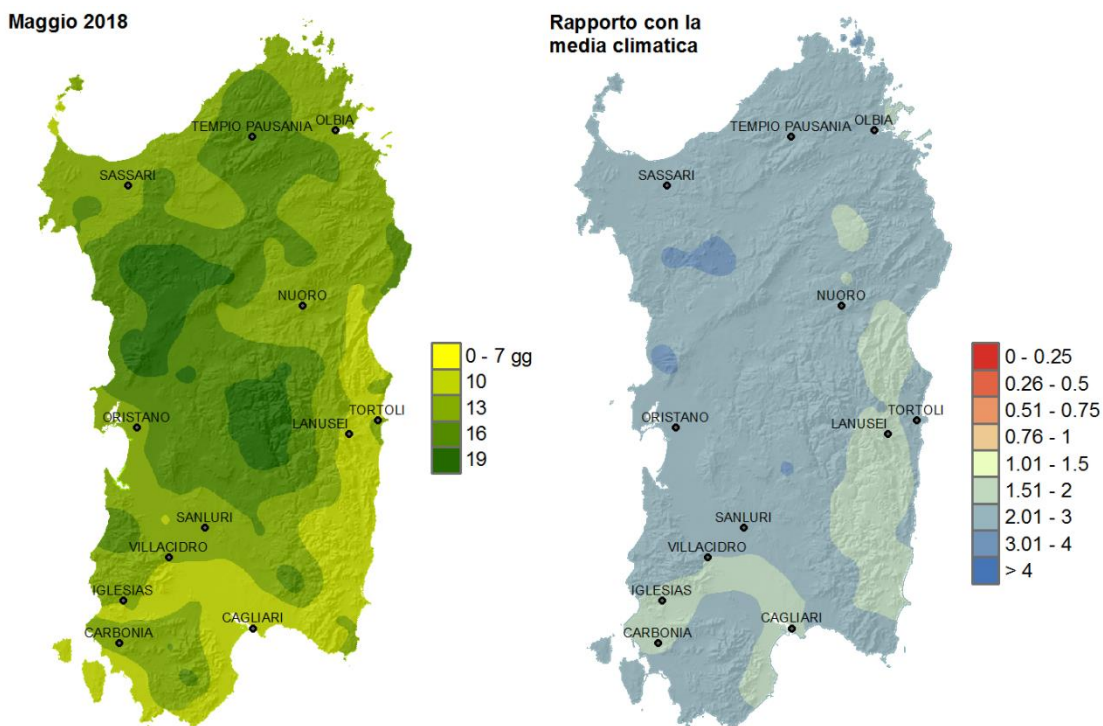 Maggio 2018
TEMPIO PAUSANIA
OLBIA
SASSARI
NUORO
ORISTANO
TORTOLI
LANUSEI
SANLURI
VILLACIDRO
IGLESIAS
CAGLIARI
CARBONIA
0 - 7 gg
10
13
16
19
Rapporto con la
media climatica
TEMPIO PAUSANIA
OLBIA
SASSARI
NUORO
ORISTANO
TORTOLI
LANUSEI
SANLURI
VILLACIDRO
IGLESIAS
CAGLIARI
CARBONIA
0 - 0.25
0.26 - 0.5
0.51 - 0.75
0.76 - 1
1.01 - 1.5
1.51 - 2
2.01 - 3
3.01 - 4
> 4